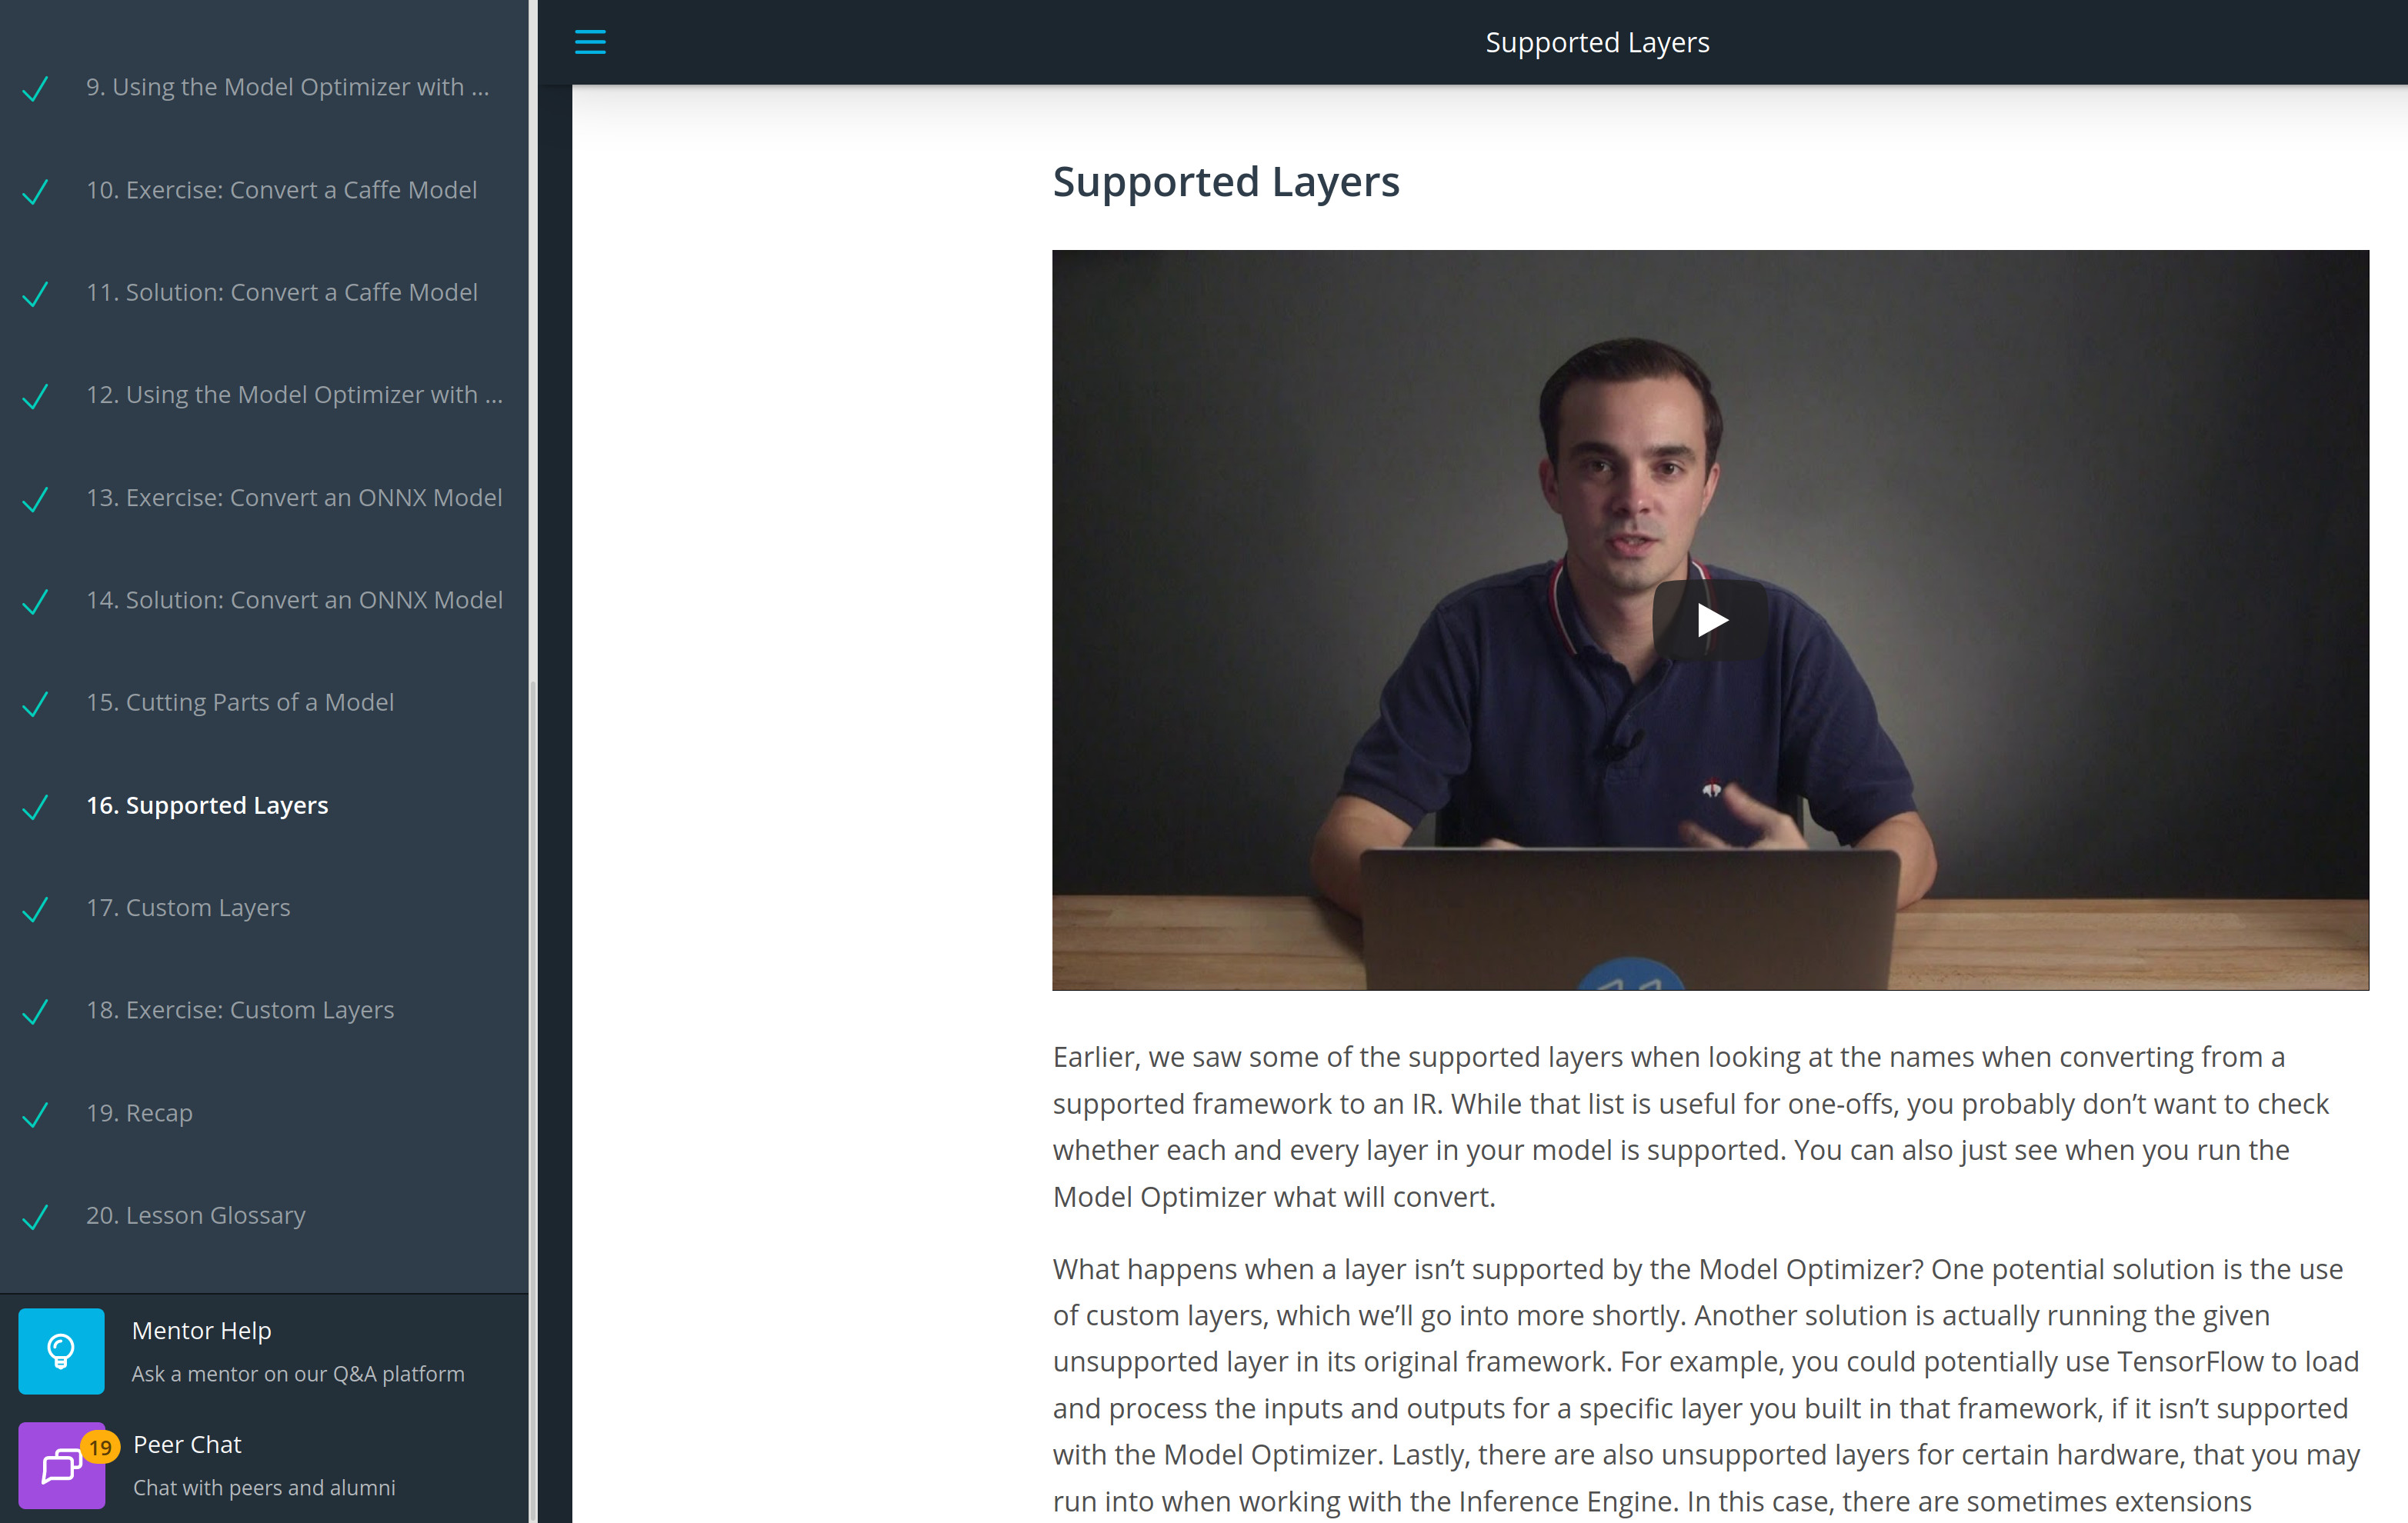 9. Using the Model Optimizer with ...
10. Exercise: Convert a Caffe Model
11. Solution: Convert a Caffe Model
12. Using the Model Optimizer with ...
13. Exercise: Convert an ONNX Model
14. Solution: Convert an ONNX Model
15. Cutting Parts of a Model
16. Supported Layers
17. Custom Layers
18. Exercise: Custom Layers
19. Recap
20. Lesson Glossary
Mentor Help
Ask a mentor on our Q&A platform
19
Peer Chat
Chat with peers and alumni
Supported Layers
Supported Layers
Earlier, we saw some of the supported layers when looking at the names when converting from a
supported framework to an IR. While that list is useful for one-offs, you probably don’t want to check
whether each and every layer in your model is supported. You can also just see when you run the
Model Optimizer what will convert.
What happens when a layer isn’t supported by the Model Optimizer? One potential solution is the use
of custom layers, which we’ll go into more shortly. Another solution is actually running the given
unsupported layer in its original framework. For example, you could potentially use TensorFlow to load
and process the inputs and outputs for a specific layer you built in that framework, if it isn’t supported
with the Model Optimizer. Lastly, there are also unsupported layers for certain hardware, that you may
run into when working with the Inference Engine. In this case, there are sometimes extensions